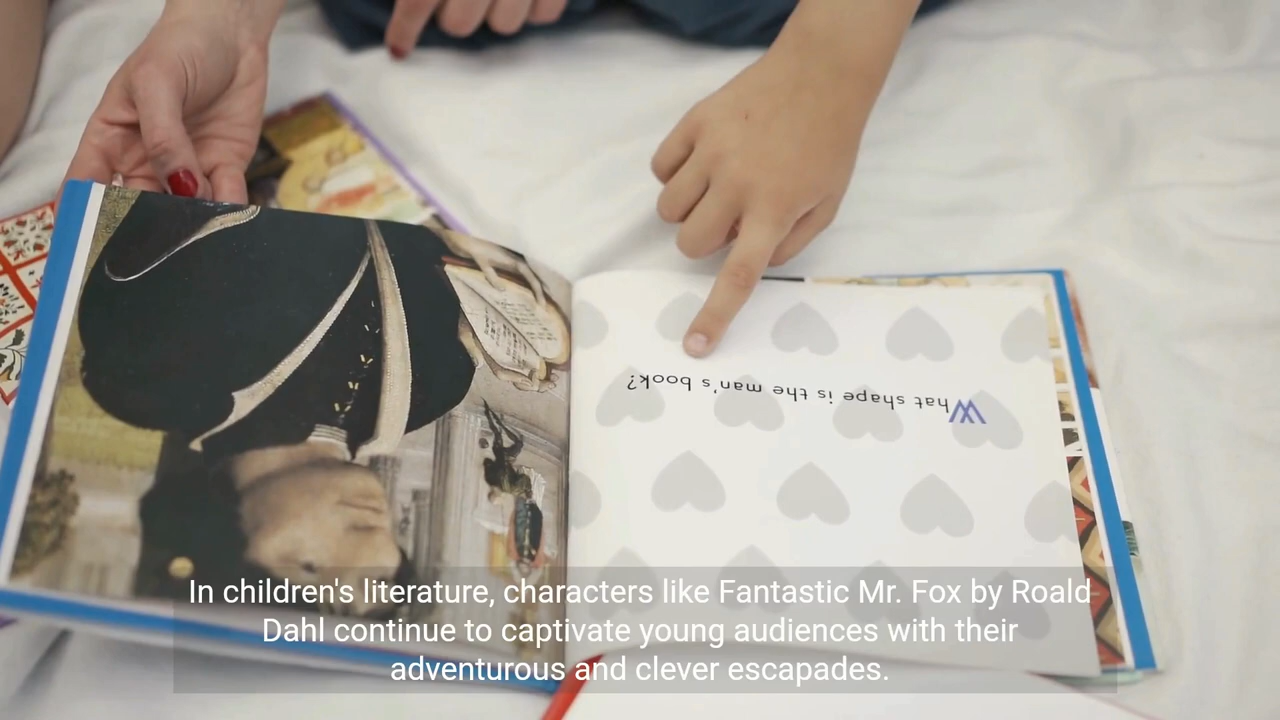 What shape is the man's book?
In children's literature, characters like Fantastic Mr. Fox by Roald
Dahl continue to captivate young audiences with their
adventurous and clever escapades.